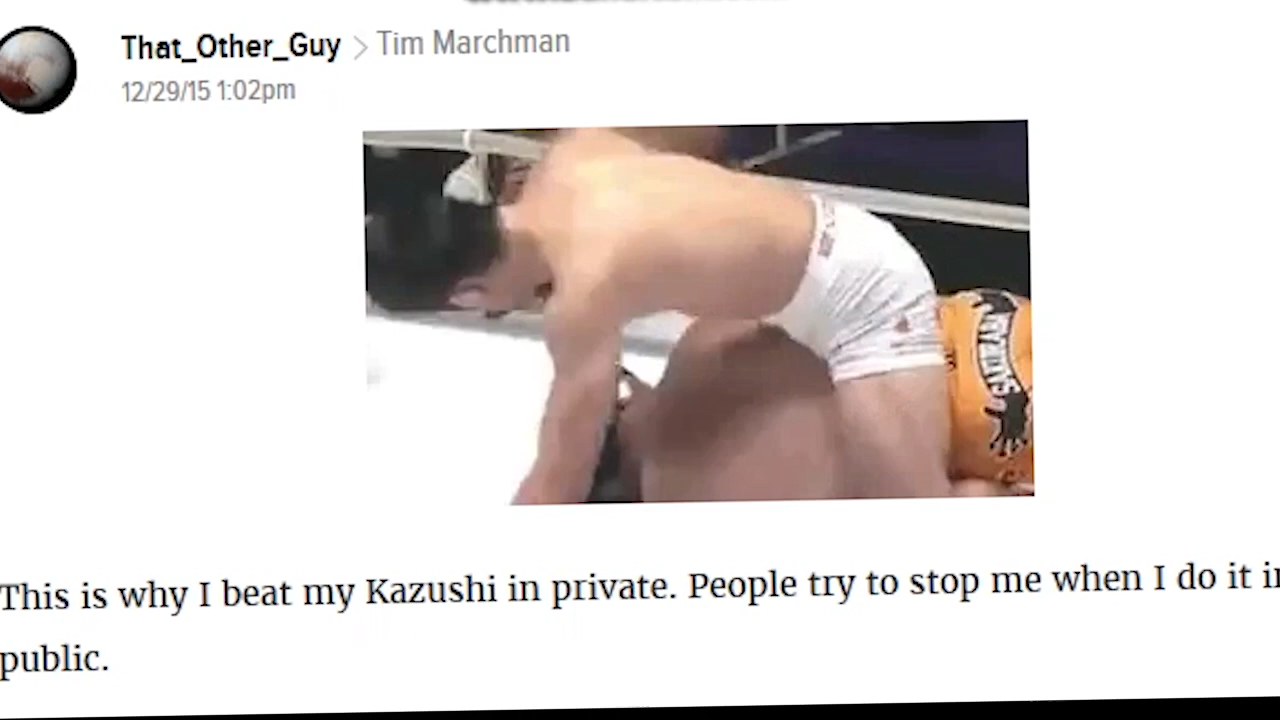 That_Other_Guy > Tim Marchman
12/29/15 1:02pm
This is why I beat my Kazushi in private. People try to stop me when I do it in
public.